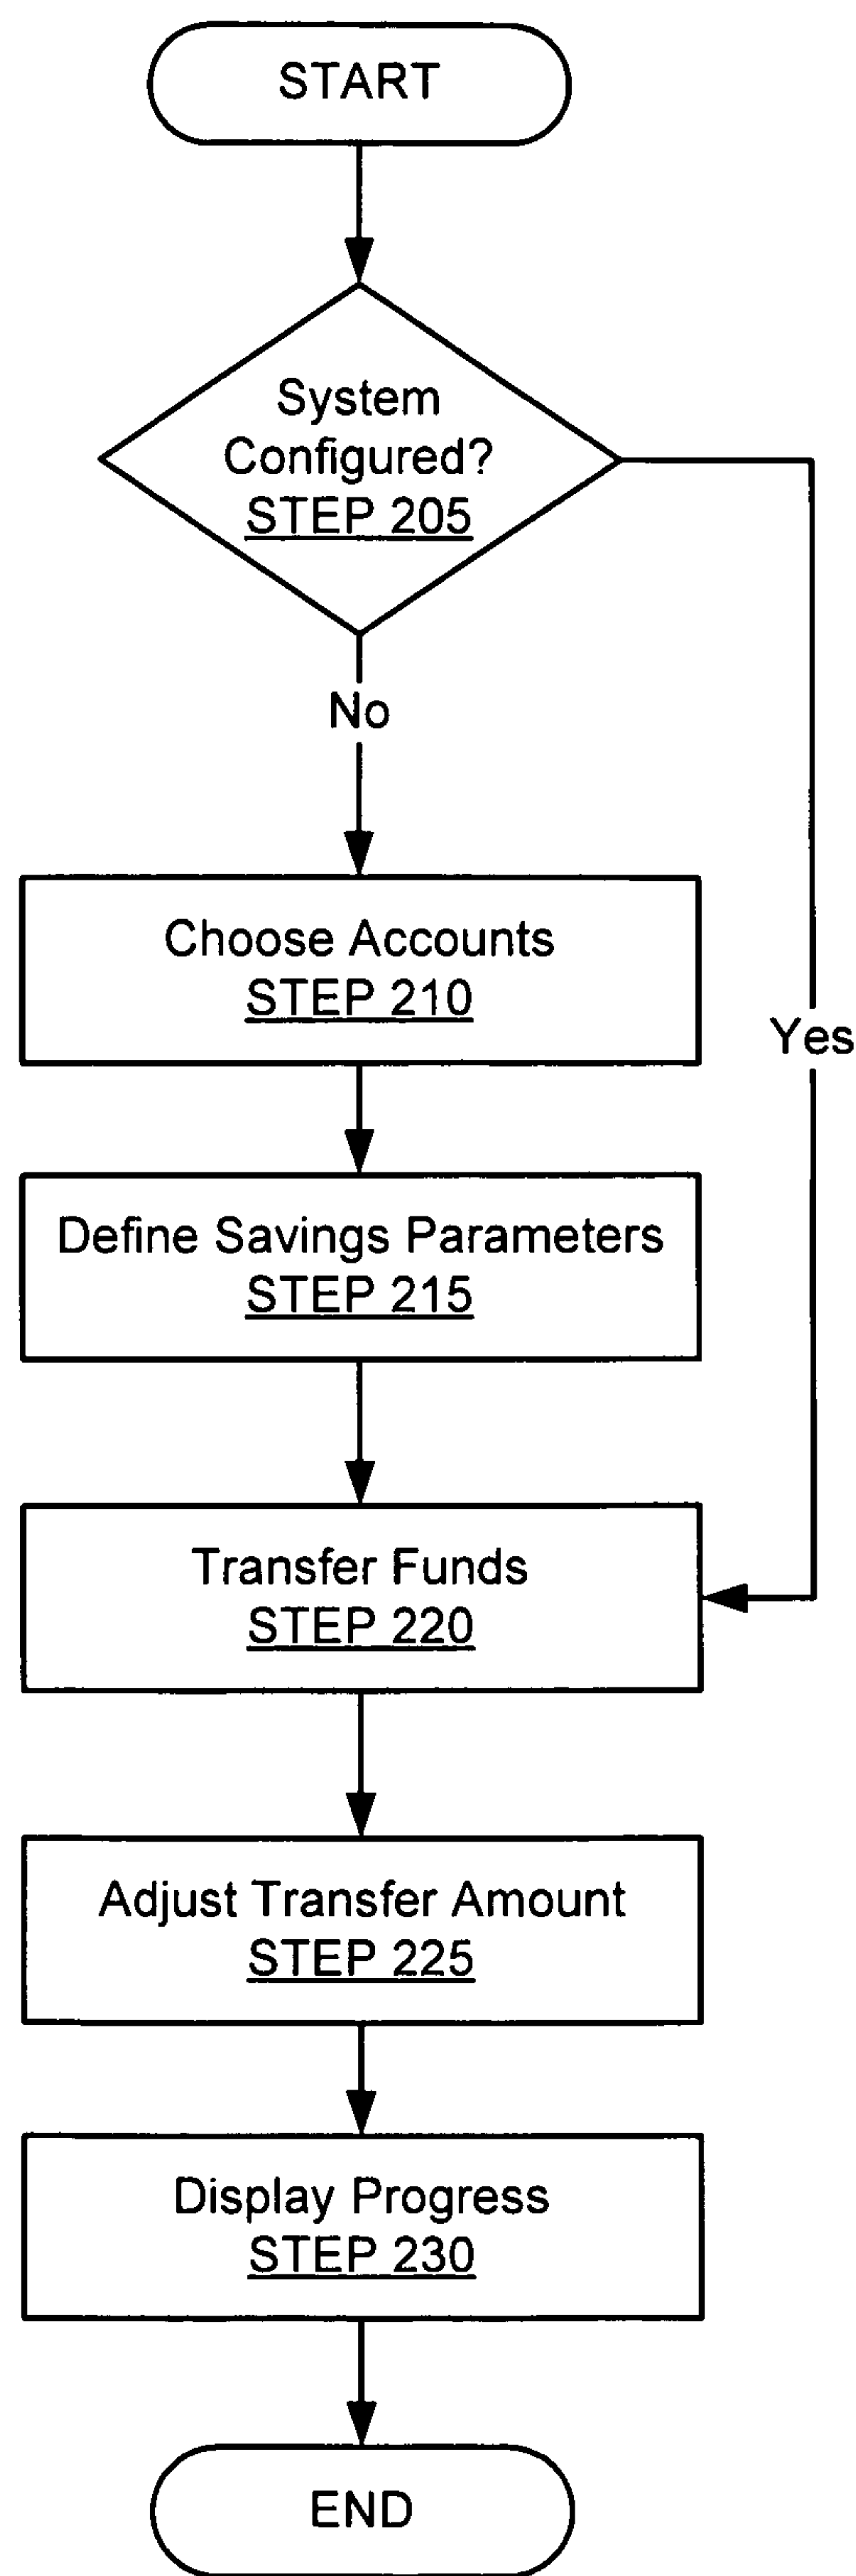 START
System
Configured?
STEP 205
No
Choose Accounts
STEP 210
Yes
Define Savings Parameters
STEP 215
Transfer Funds
STEP 220
Adjust Transfer Amount
STEP 225
Display Progress
STEP 230
END